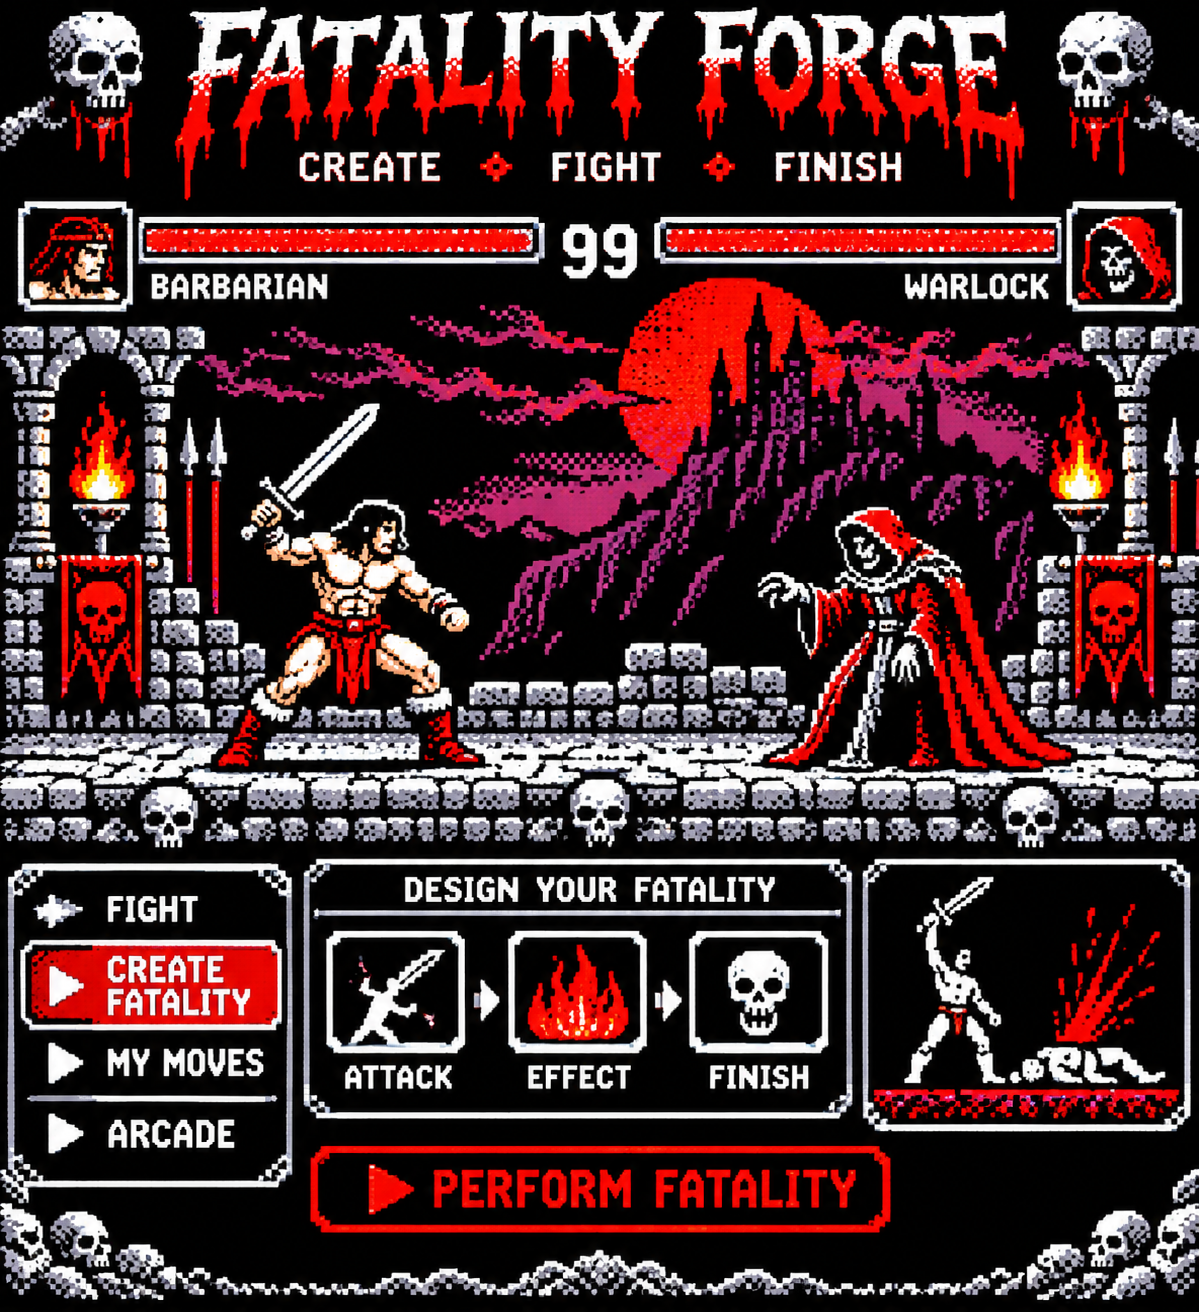 FATALITY FORGE
CREATE FIGHT FINISH
99
BARBARIAN
WARLOCK
FIGHT
CREATE
FATALITY
MY MOVES
ARCADE
DESIGN YOUR FATALITY
ATTACK
EFFECT
FINISH
PERFORM FATALITY